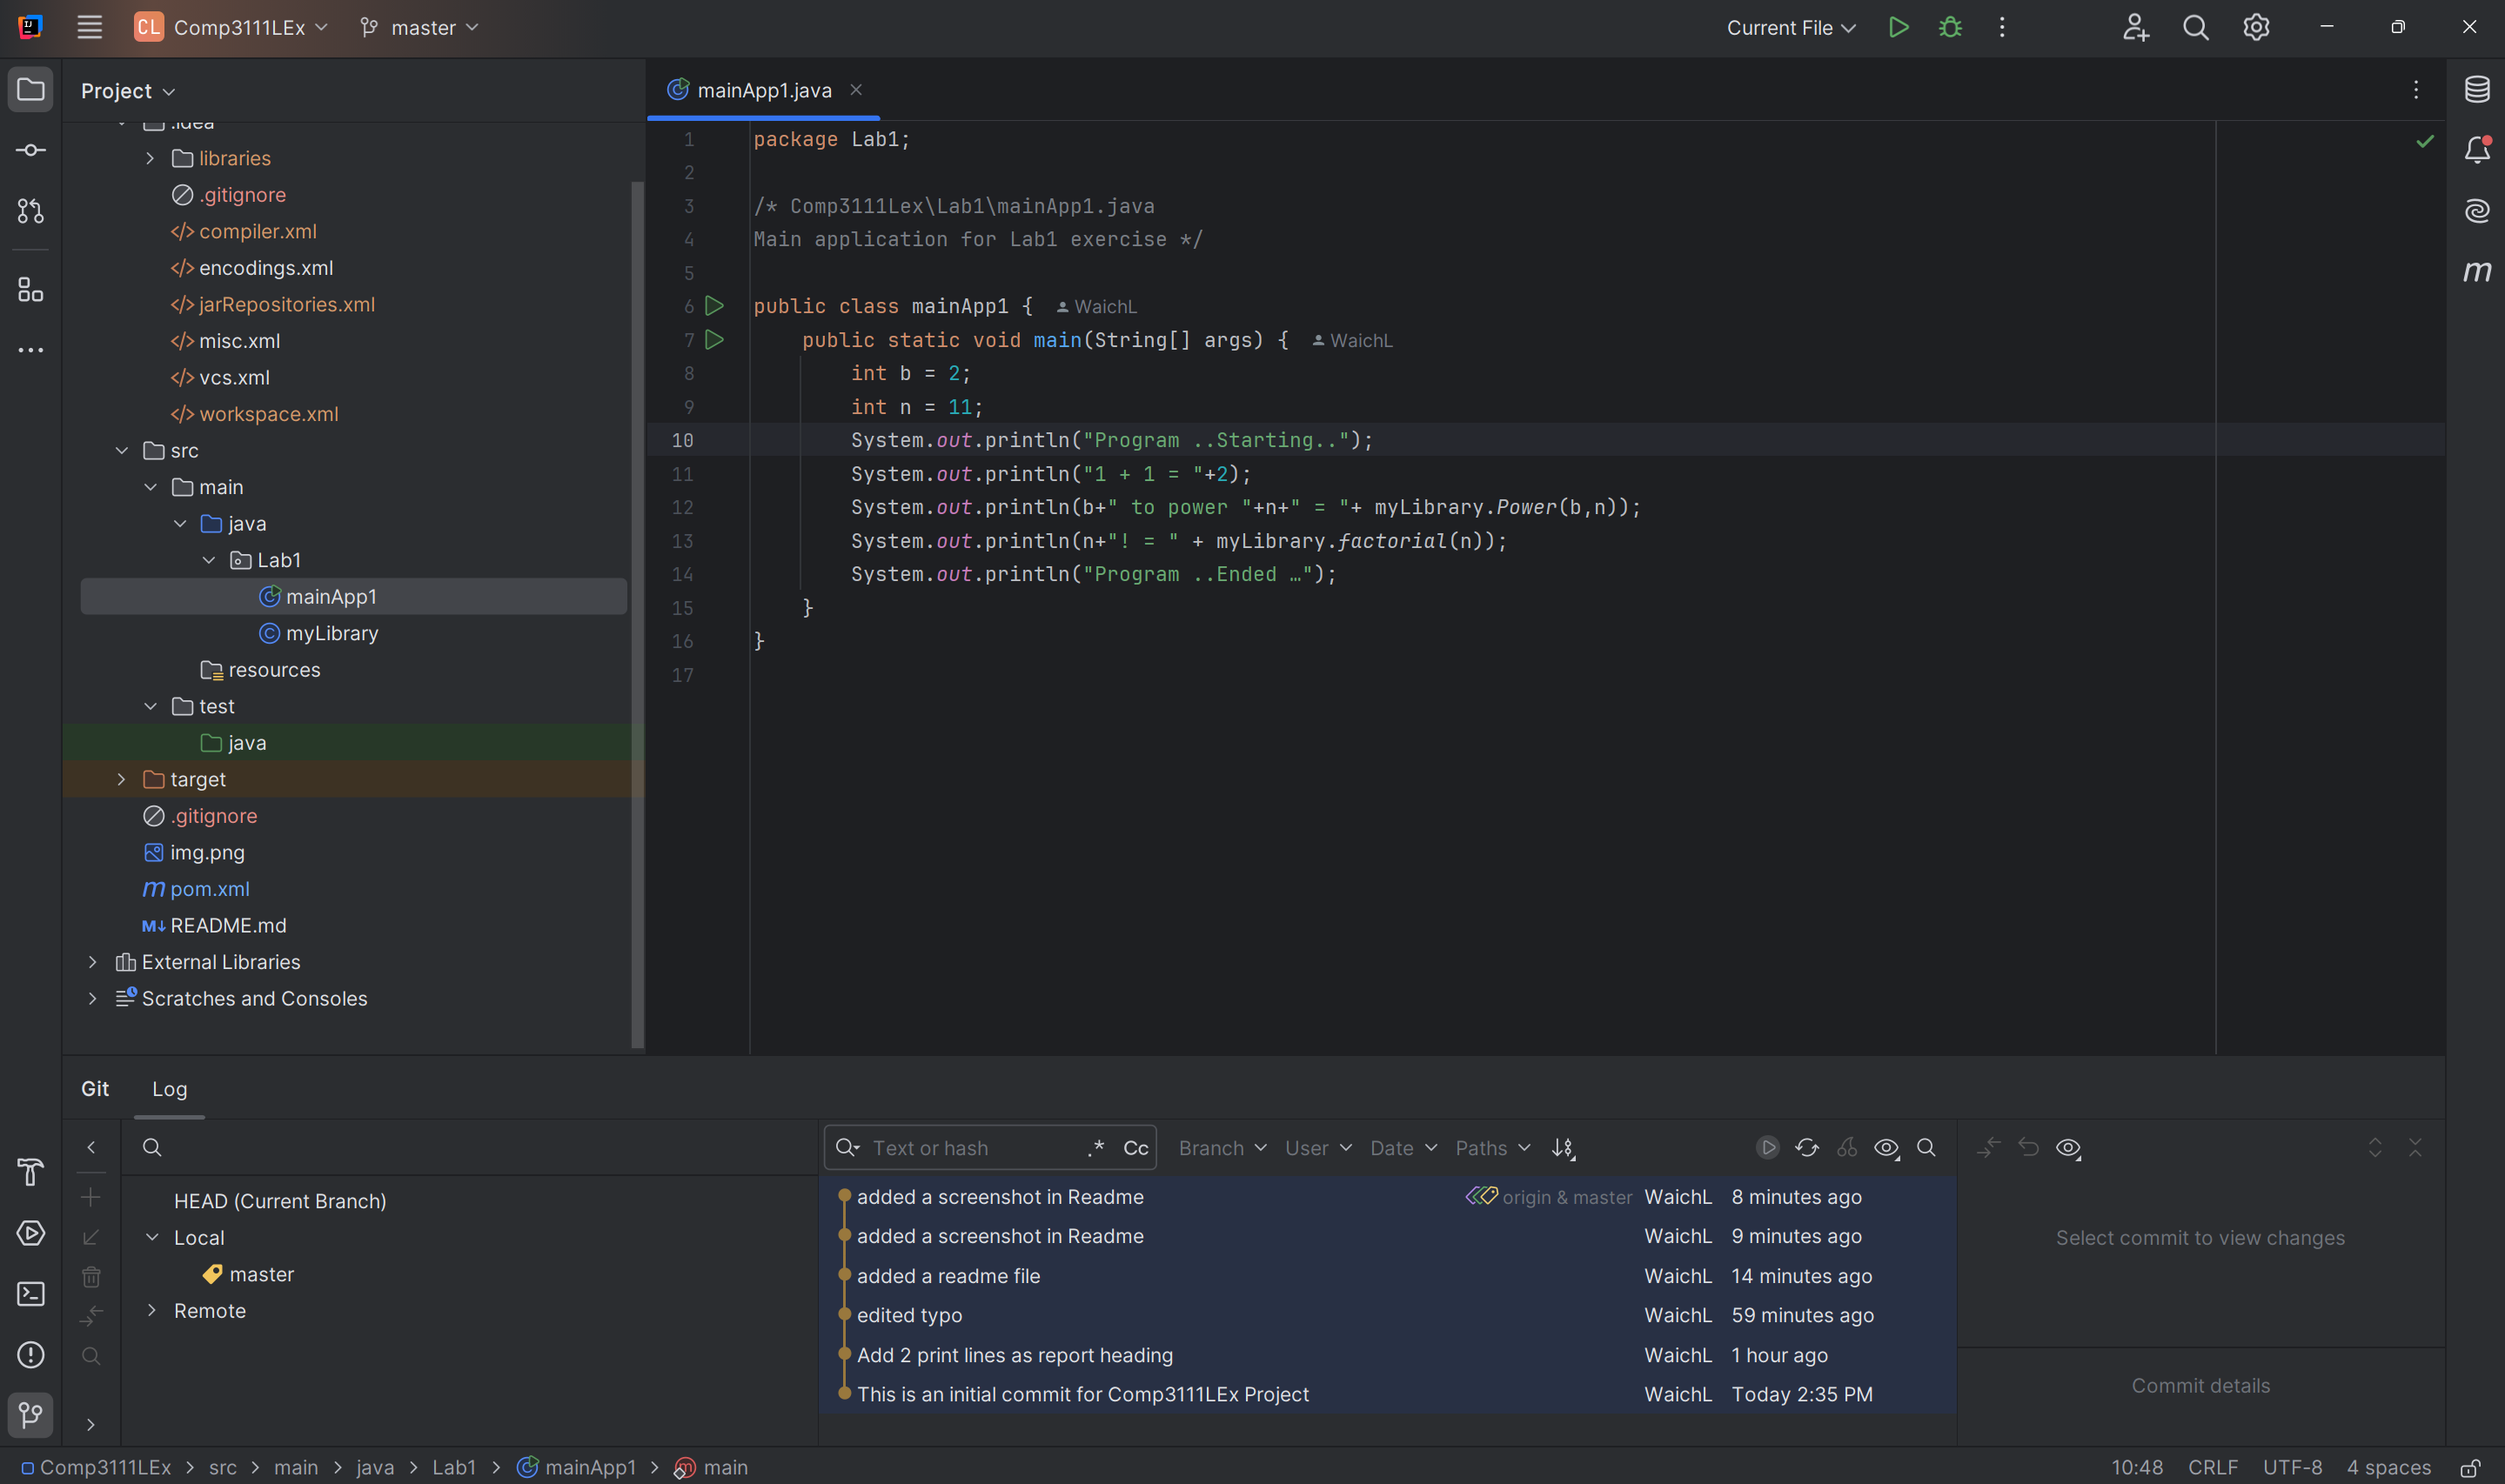 CL Comp3111LEx master Current File
Project
mainApp1.java
.idea
libraries
.gitignore
</> compiler.xml
</> encodings.xml
</> jarRepositories.xml
</> misc.xml
</> vcs.xml
</> workspace.xml
src
main
java
Lab1
mainApp1
myLibrary
resources
test
java
target
.gitignore
img.png
m pom.xml
M↓ README.md
External Libraries
Scratches and Consoles
1 package Lab1;
2
3 /* Comp3111Lex\Lab1\mainApp1.java
4 Main application for Lab1 exercise */
5
6 public class mainApp1 { WaichL
7 public static void main(String[] args) { WaichL
8 int b = 2;
9 int n = 11;
10 System.out.println("Program ..Starting..");
11 System.out.println("1 + 1 = "+2);
12 System.out.println(b+" to power "+n+" = "+ myLibrary.Power(b,n));
13 System.out.println(n+"! = " + myLibrary.factorial(n));
14 System.out.println("Program ..Ended …");
15 }
16 }
17
Git Log
HEAD (Current Branch)
Local
master
Remote
Text or hash .* Cc Branch User Date Paths
added a screenshot in Readme origin & master WaichL 8 minutes ago
added a screenshot in Readme WaichL 9 minutes ago
added a readme file WaichL 14 minutes ago
edited typo WaichL 59 minutes ago
Add 2 print lines as report heading WaichL 1 hour ago
This is an initial commit for Comp3111LEx Project WaichL Today 2:35 PM
Select commit to view changes
Commit details
Comp3111LEx > src > main > java > Lab1 > mainApp1 > main 10:48 CRLF UTF-8 4 spaces